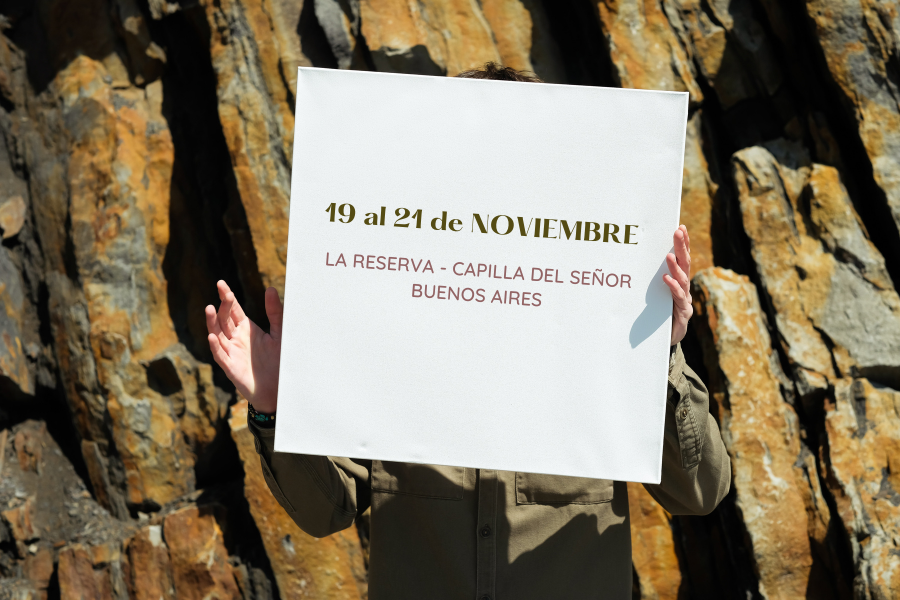 19 al 21 de NOVIEMBRE
LA RESERVA - CAPILLA DEL SEÑOR
BUENOS AIRES